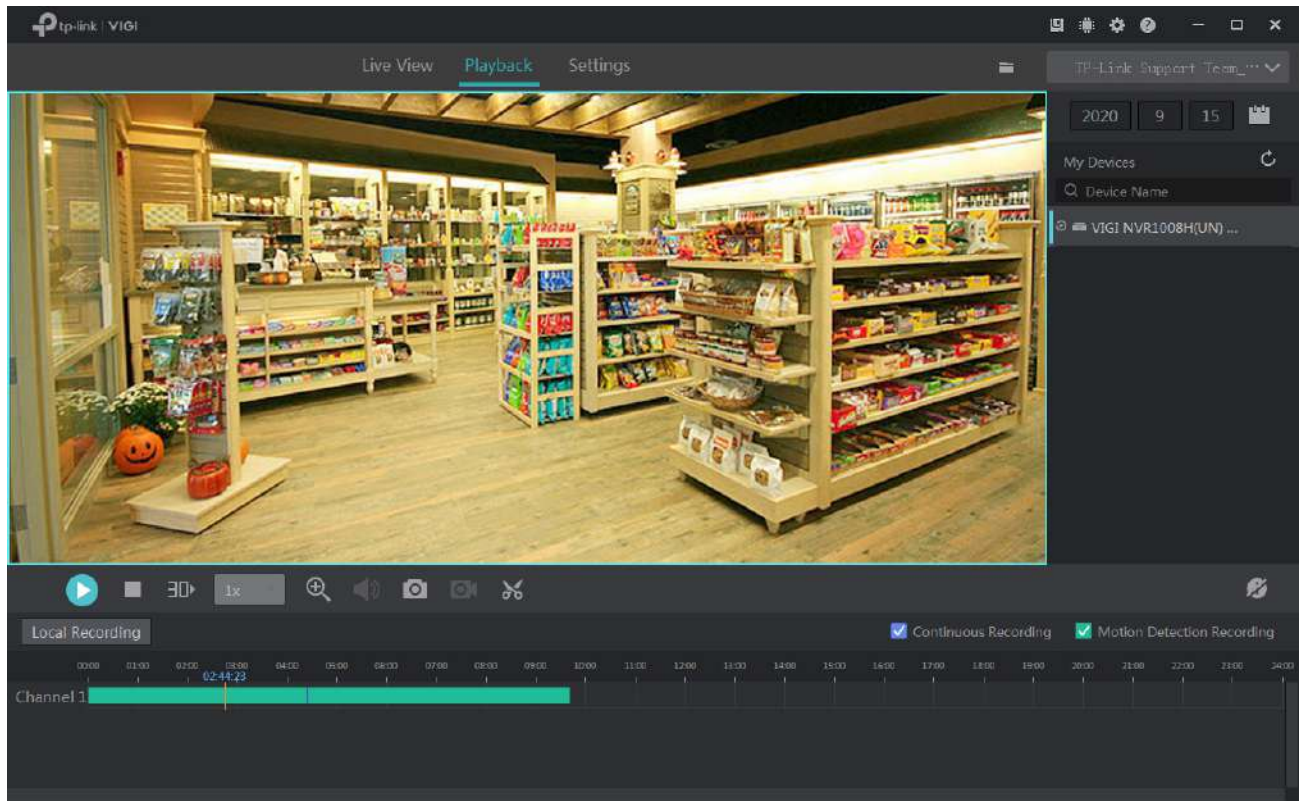 tp-link | VIGI
Live View Playback Settings
TP-Link Support Team_...
2020 9 15
My Devices
Device Name
VIGI NVR1008H(UN) ...
1x
Local Recording
Continuous Recording Motion Detection Recording
00:00 01:00 02:00 03:00 04:00 05:00 06:00 07:00 08:00 09:00 10:00 11:00 12:00 13:00 14:00 15:00 16:00 17:00 18:00 19:00 20:00 21:00 22:00 23:00 24:00
02:44:23
Channel 1